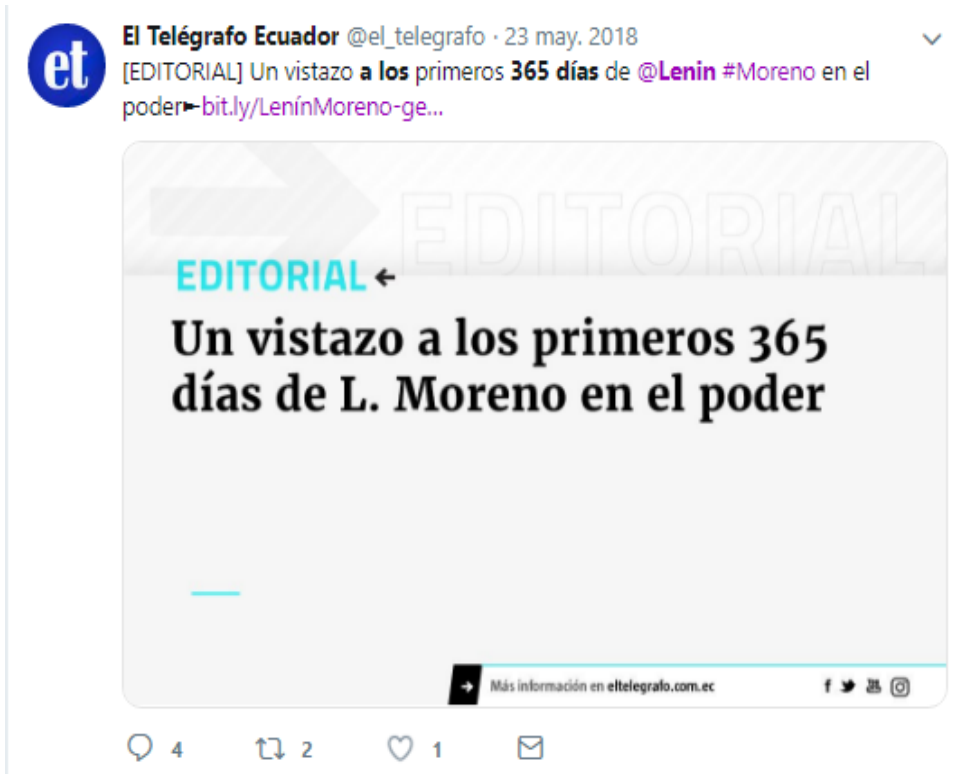 et
El Telégrafo Ecuador @el_telegrafo · 23 may. 2018
[EDITORIAL] Un vistazo a los primeros 365 días de @Lenin #Moreno en el
poder►bit.ly/LenínMoreno-ge...
EDITORIAL
EDITORIAL ←
Un vistazo a los primeros 365
días de L. Moreno en el poder
→ Más información en eltelegrafo.com.ec
4 2 1